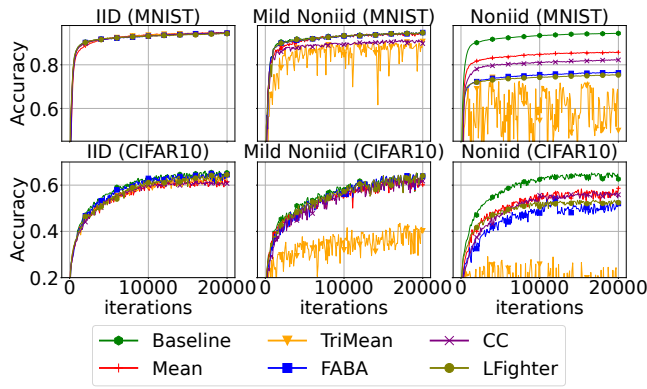 IID (MNIST) Mild Noniid (MNIST) Noniid (MNIST)
Accuracy
0.8
0.6
IID (CIFAR10) Mild Noniid (CIFAR10) Noniid (CIFAR10)
Accuracy
0.6
0.4
0.2
0 10000 20000 0 10000 20000 0 10000 20000
iterations iterations iterations
Baseline TriMean CC
Mean FABA LFighter